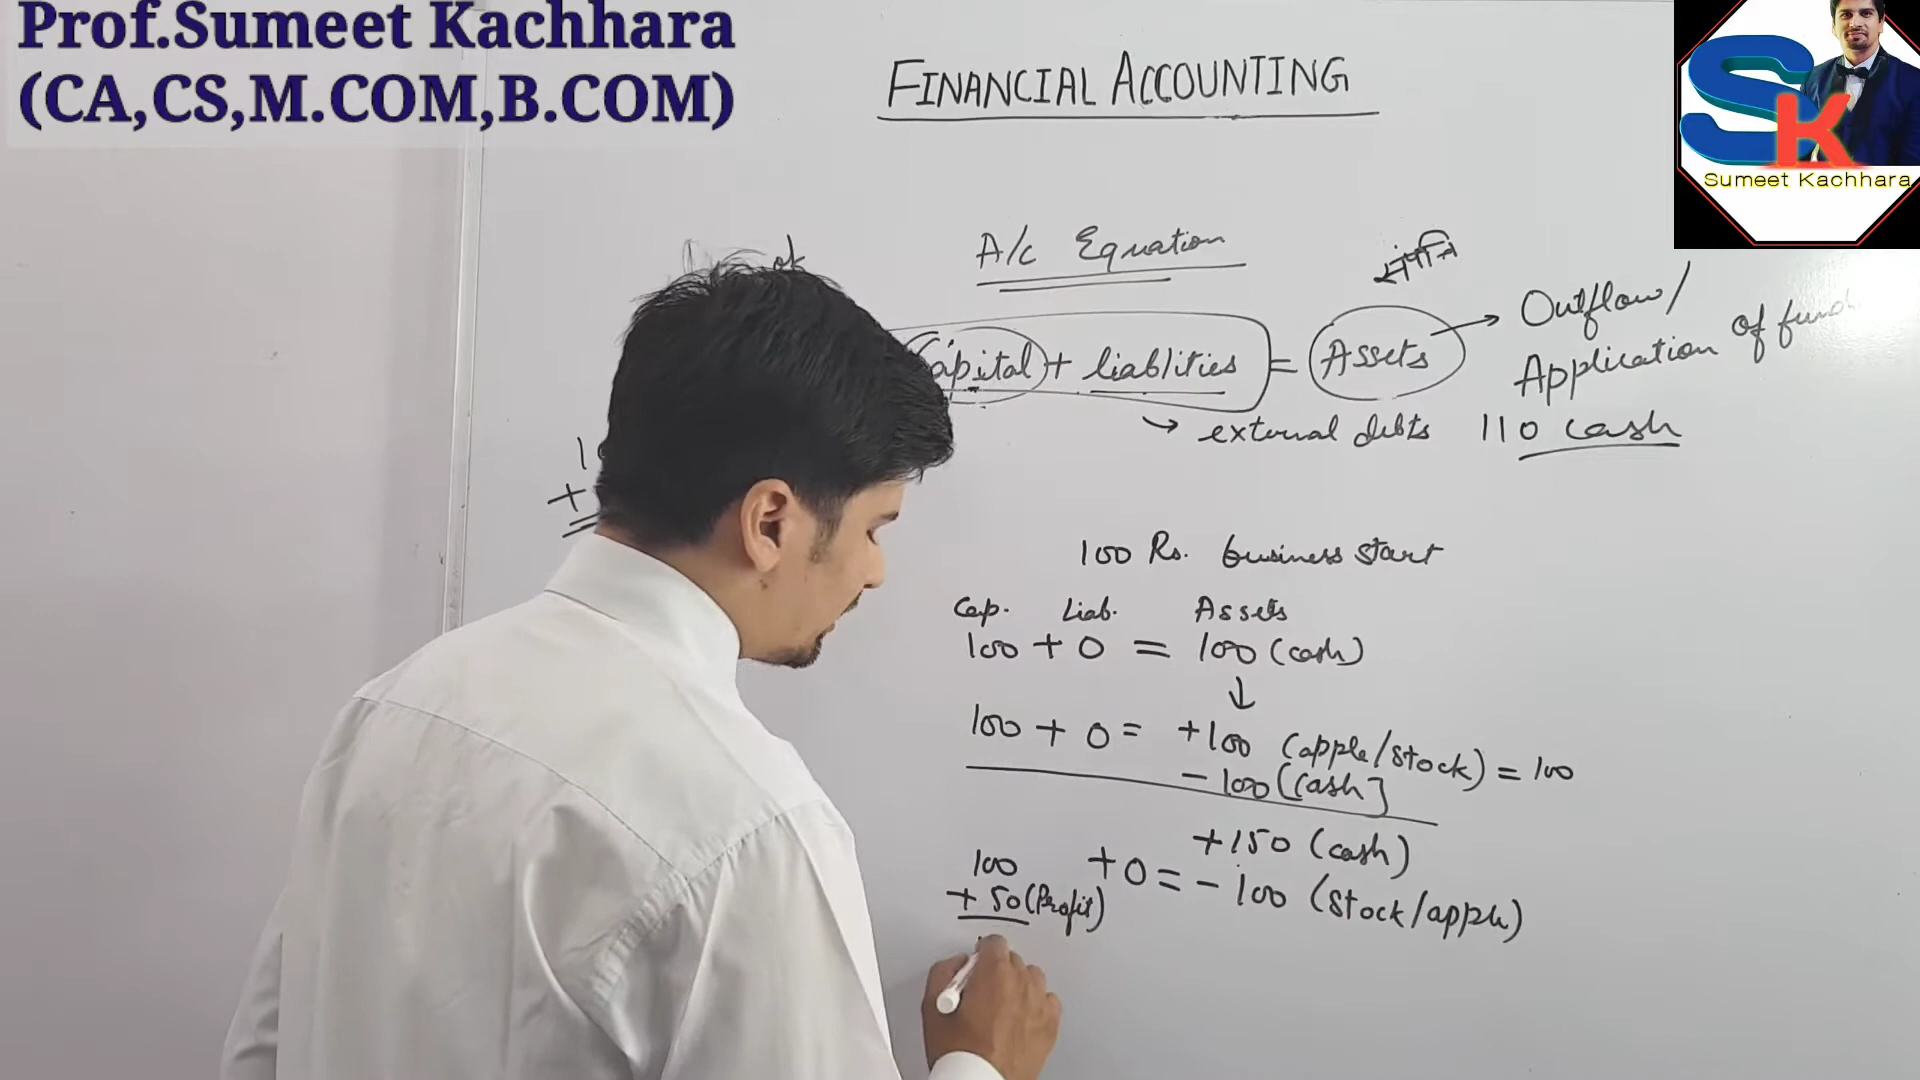 Prof.Sumeet Kachhara
(CA,CS,M.COM,B.COM)
SK
Sumeet Kachhara
FINANCIAL ACCOUNTING
A/c Equation
संपत्ति
Capital + liablities = Assets
Outflow/
Application of fund
→ external debts
110 cash
100 Rs. business start
Cap. Liab. Assets
100 + 0 = 100 (cash)
↓
100 + 0 = +100 (apple/stock) = 100
- 100 (cash)
+150 (cash)
100 + 0 = - 100 (stock/apple)
+ 50 (Profit)